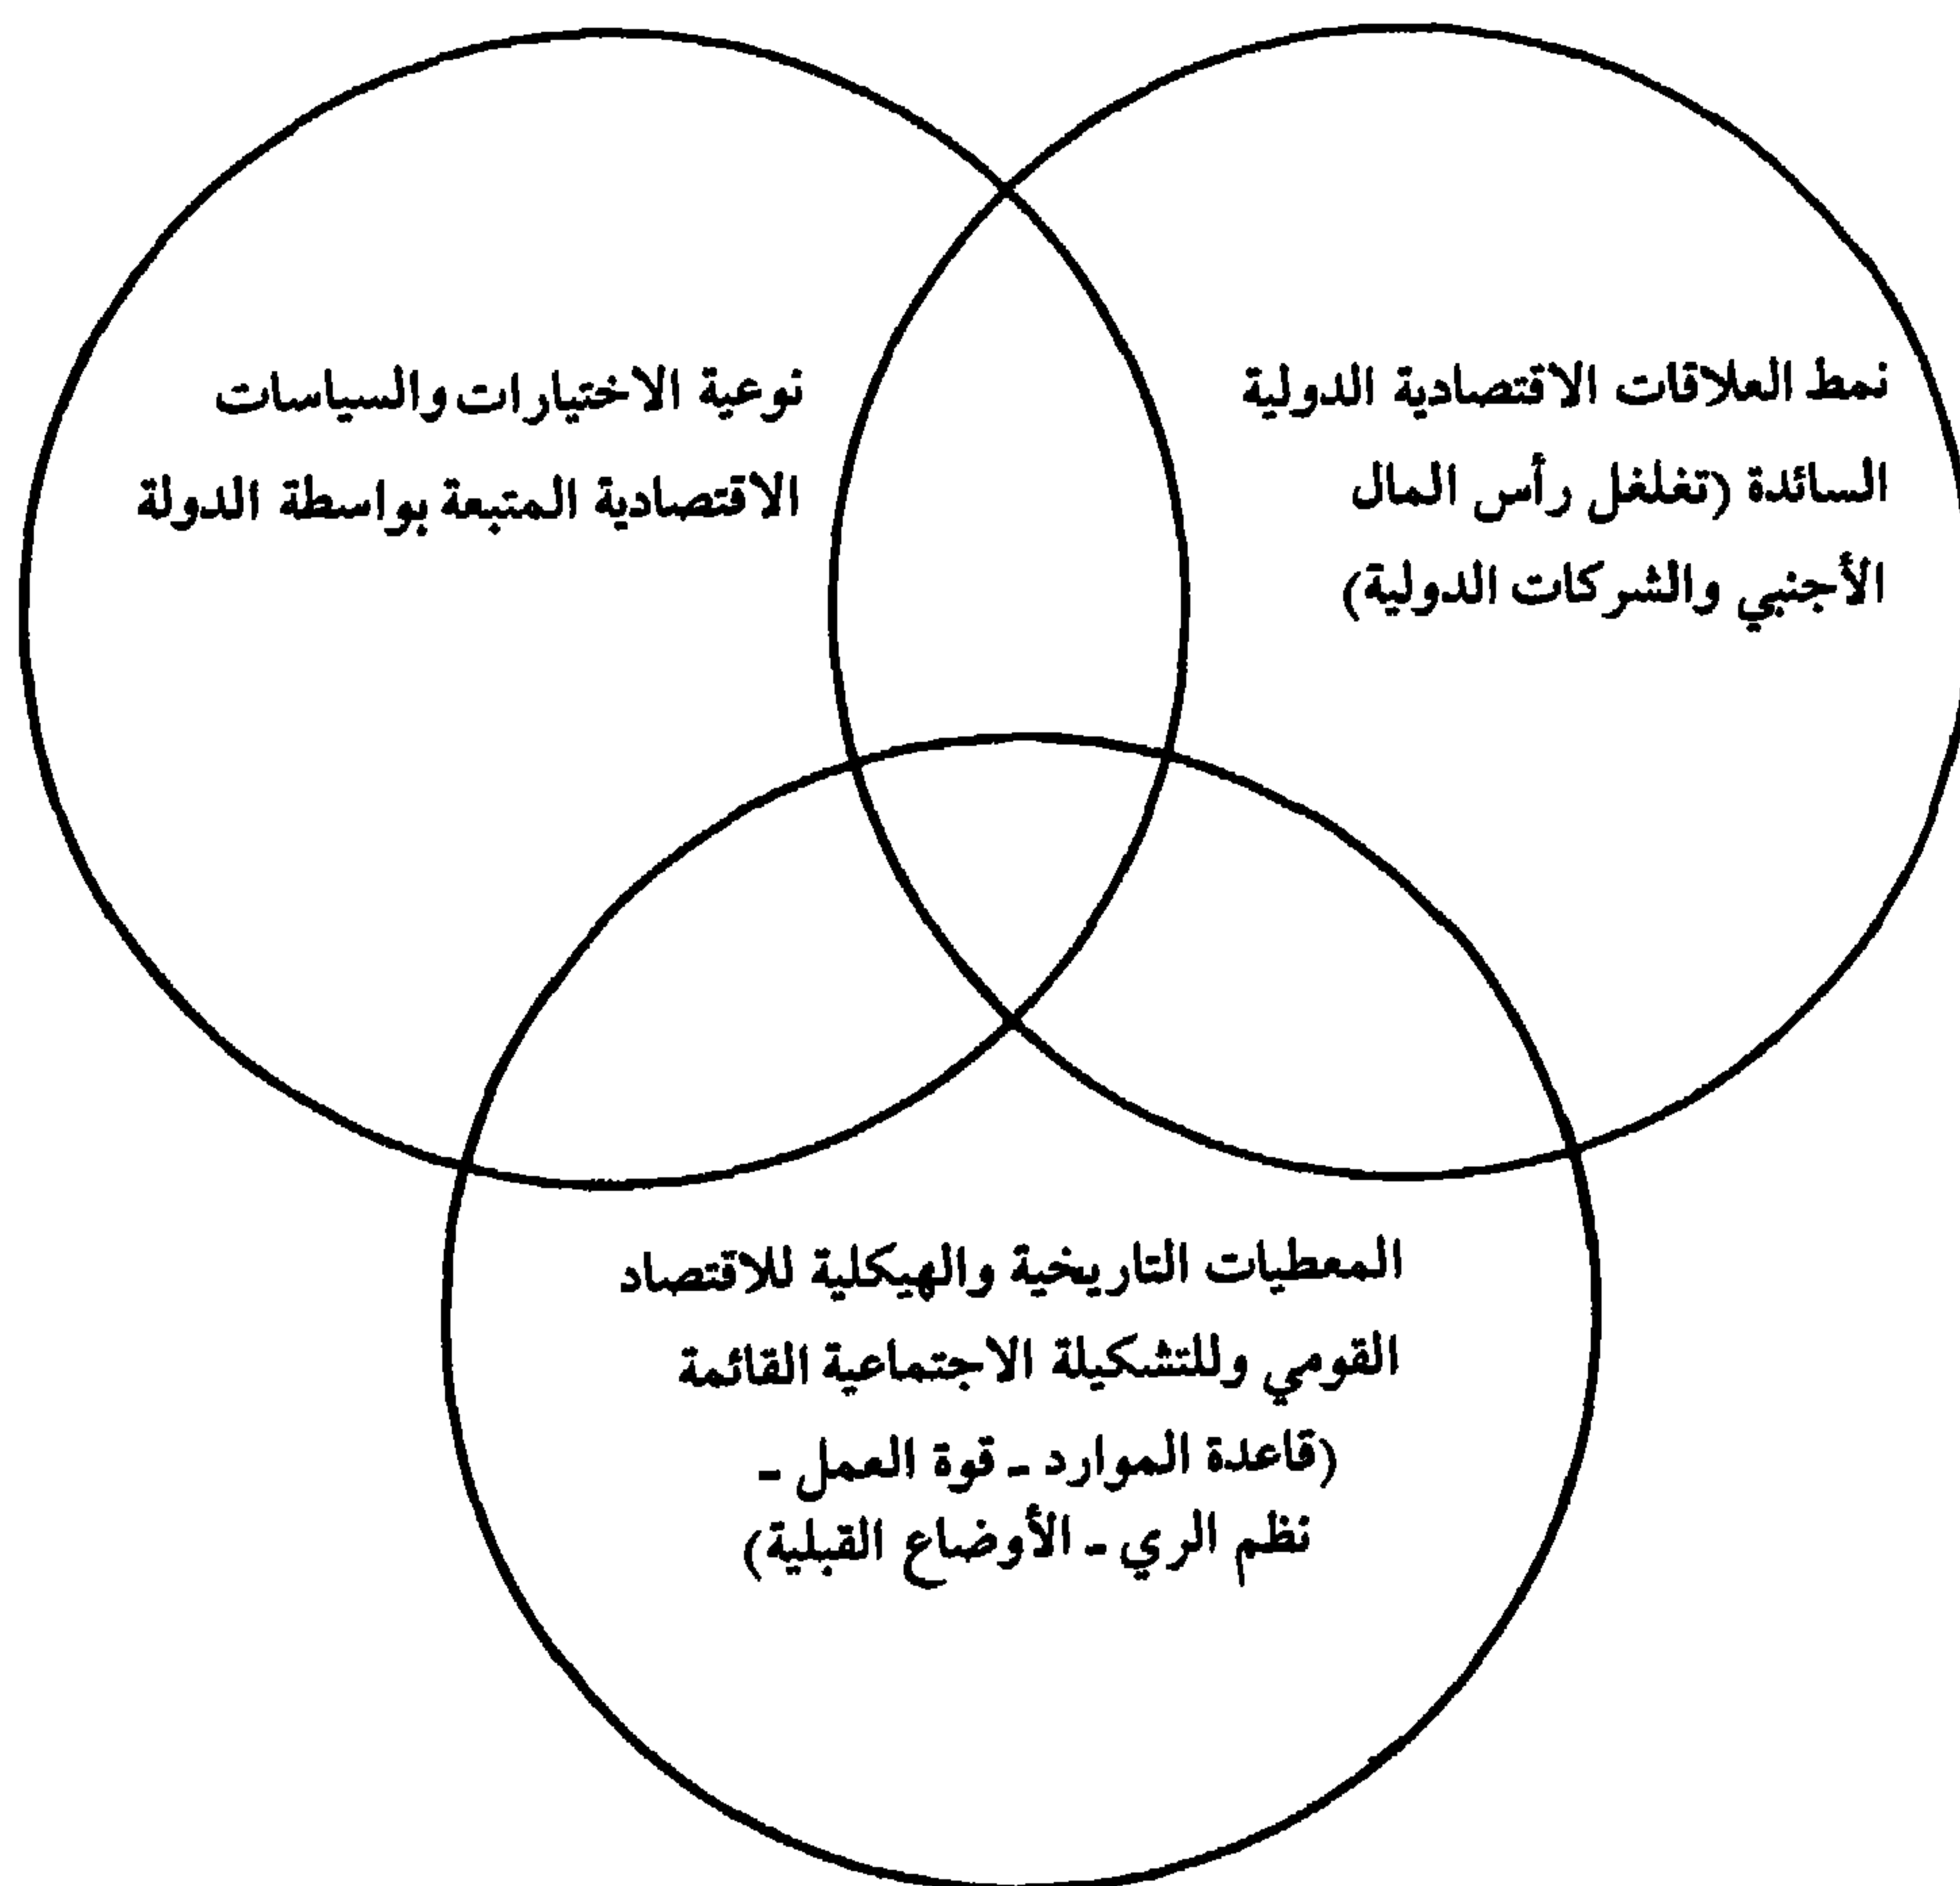 نمط العلاقات الاقتصادية الدولية
السائدة (تغلغل رأس المال
الأجنبي والشركات الدولية)
نوعية الاختيارات والسياسات
الاقتصادية المتبعة بواسطة الدولة
المعطيات التاريخية والهيكلية للاقتصاد
القومي وللتشكيلة الاجتماعية القائمة
(قاعدة الموارد - قوة العمل -
نظم الري - الأوضاع القبلية)